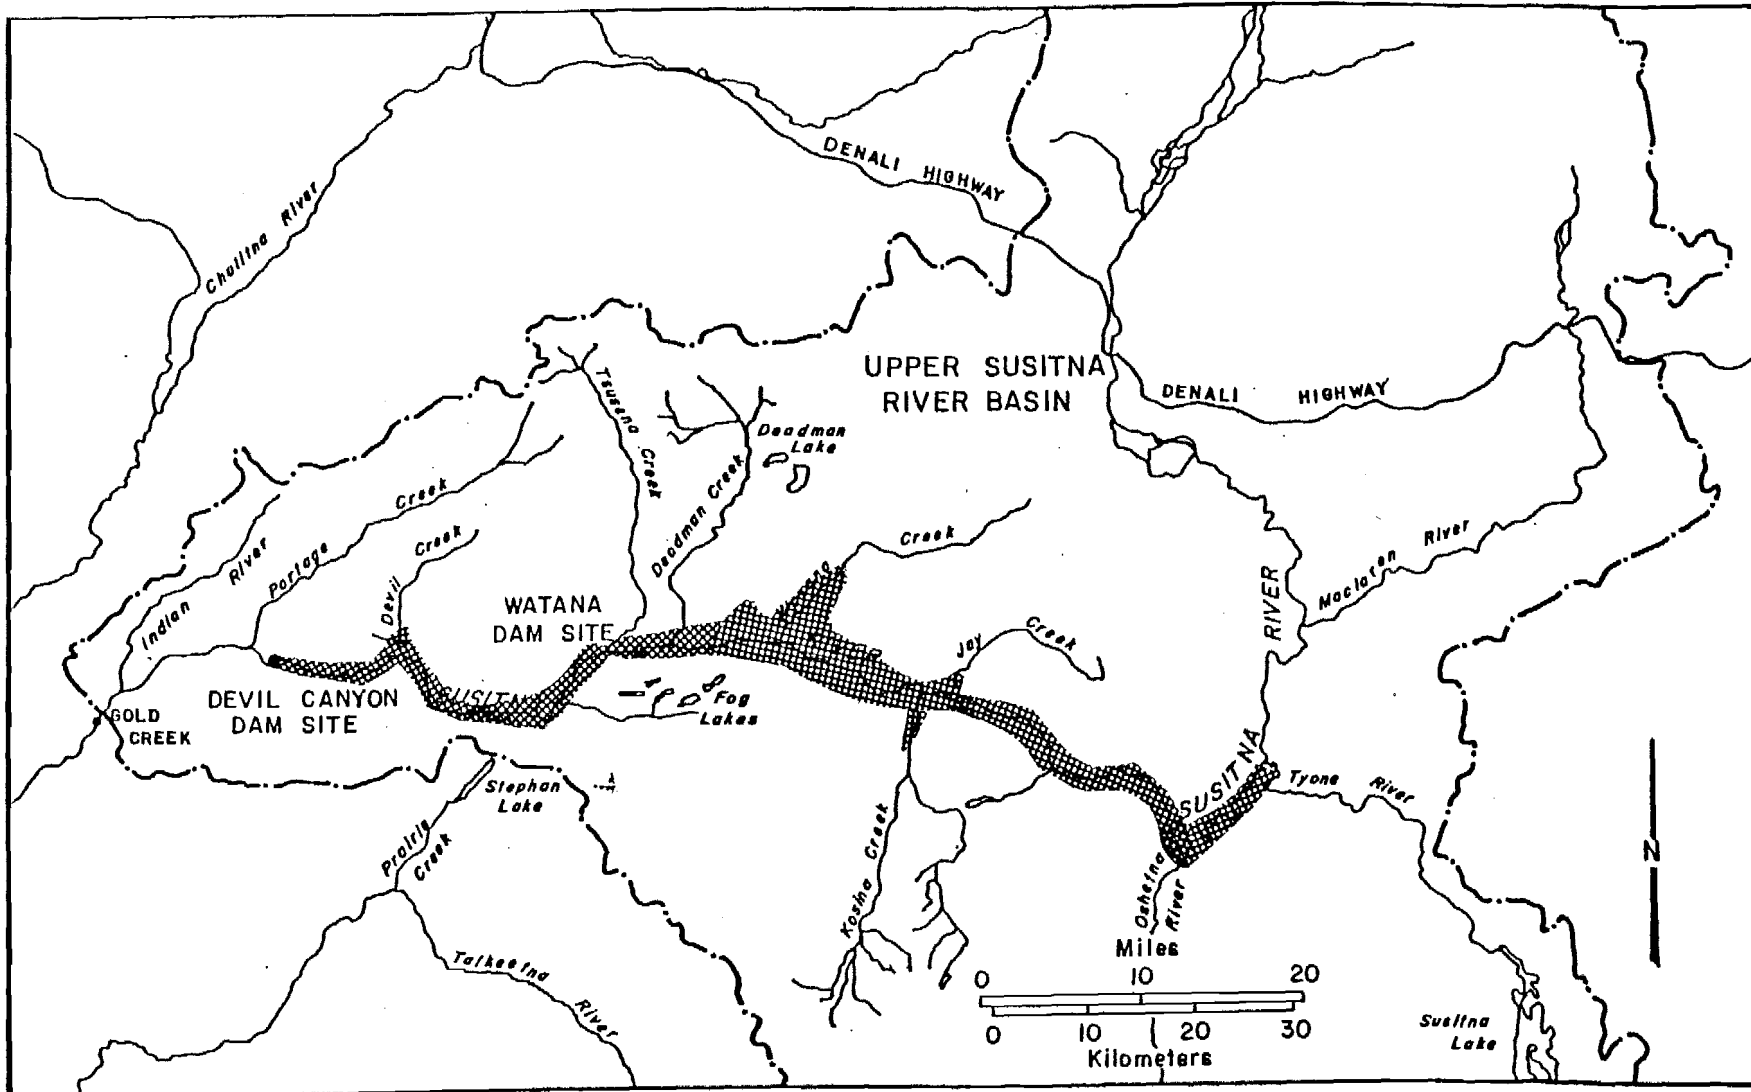 DENALI HIGHWAY
Chulitna River
UPPER SUSITNA
RIVER BASIN
DENALI HIGHWAY
Tsusena Creek
Deadman
Lake
Deadman Creek
Portage Creek
Indian River
Devil Creek
Creek
WATANA
DAM SITE
Maclaren River
RIVER
Jay Creek
DEVIL CANYON
DAM SITE
Fog
Lakes
GOLD
CREEK
SUSITNA
Tyone River
Stephan
Lake
Prairie
Creek
Kosina Creek
Oshetna
River
N
Talkeetna River
Miles
0 10 20
0 10 20 30
Kilometers
Susitna
Lake